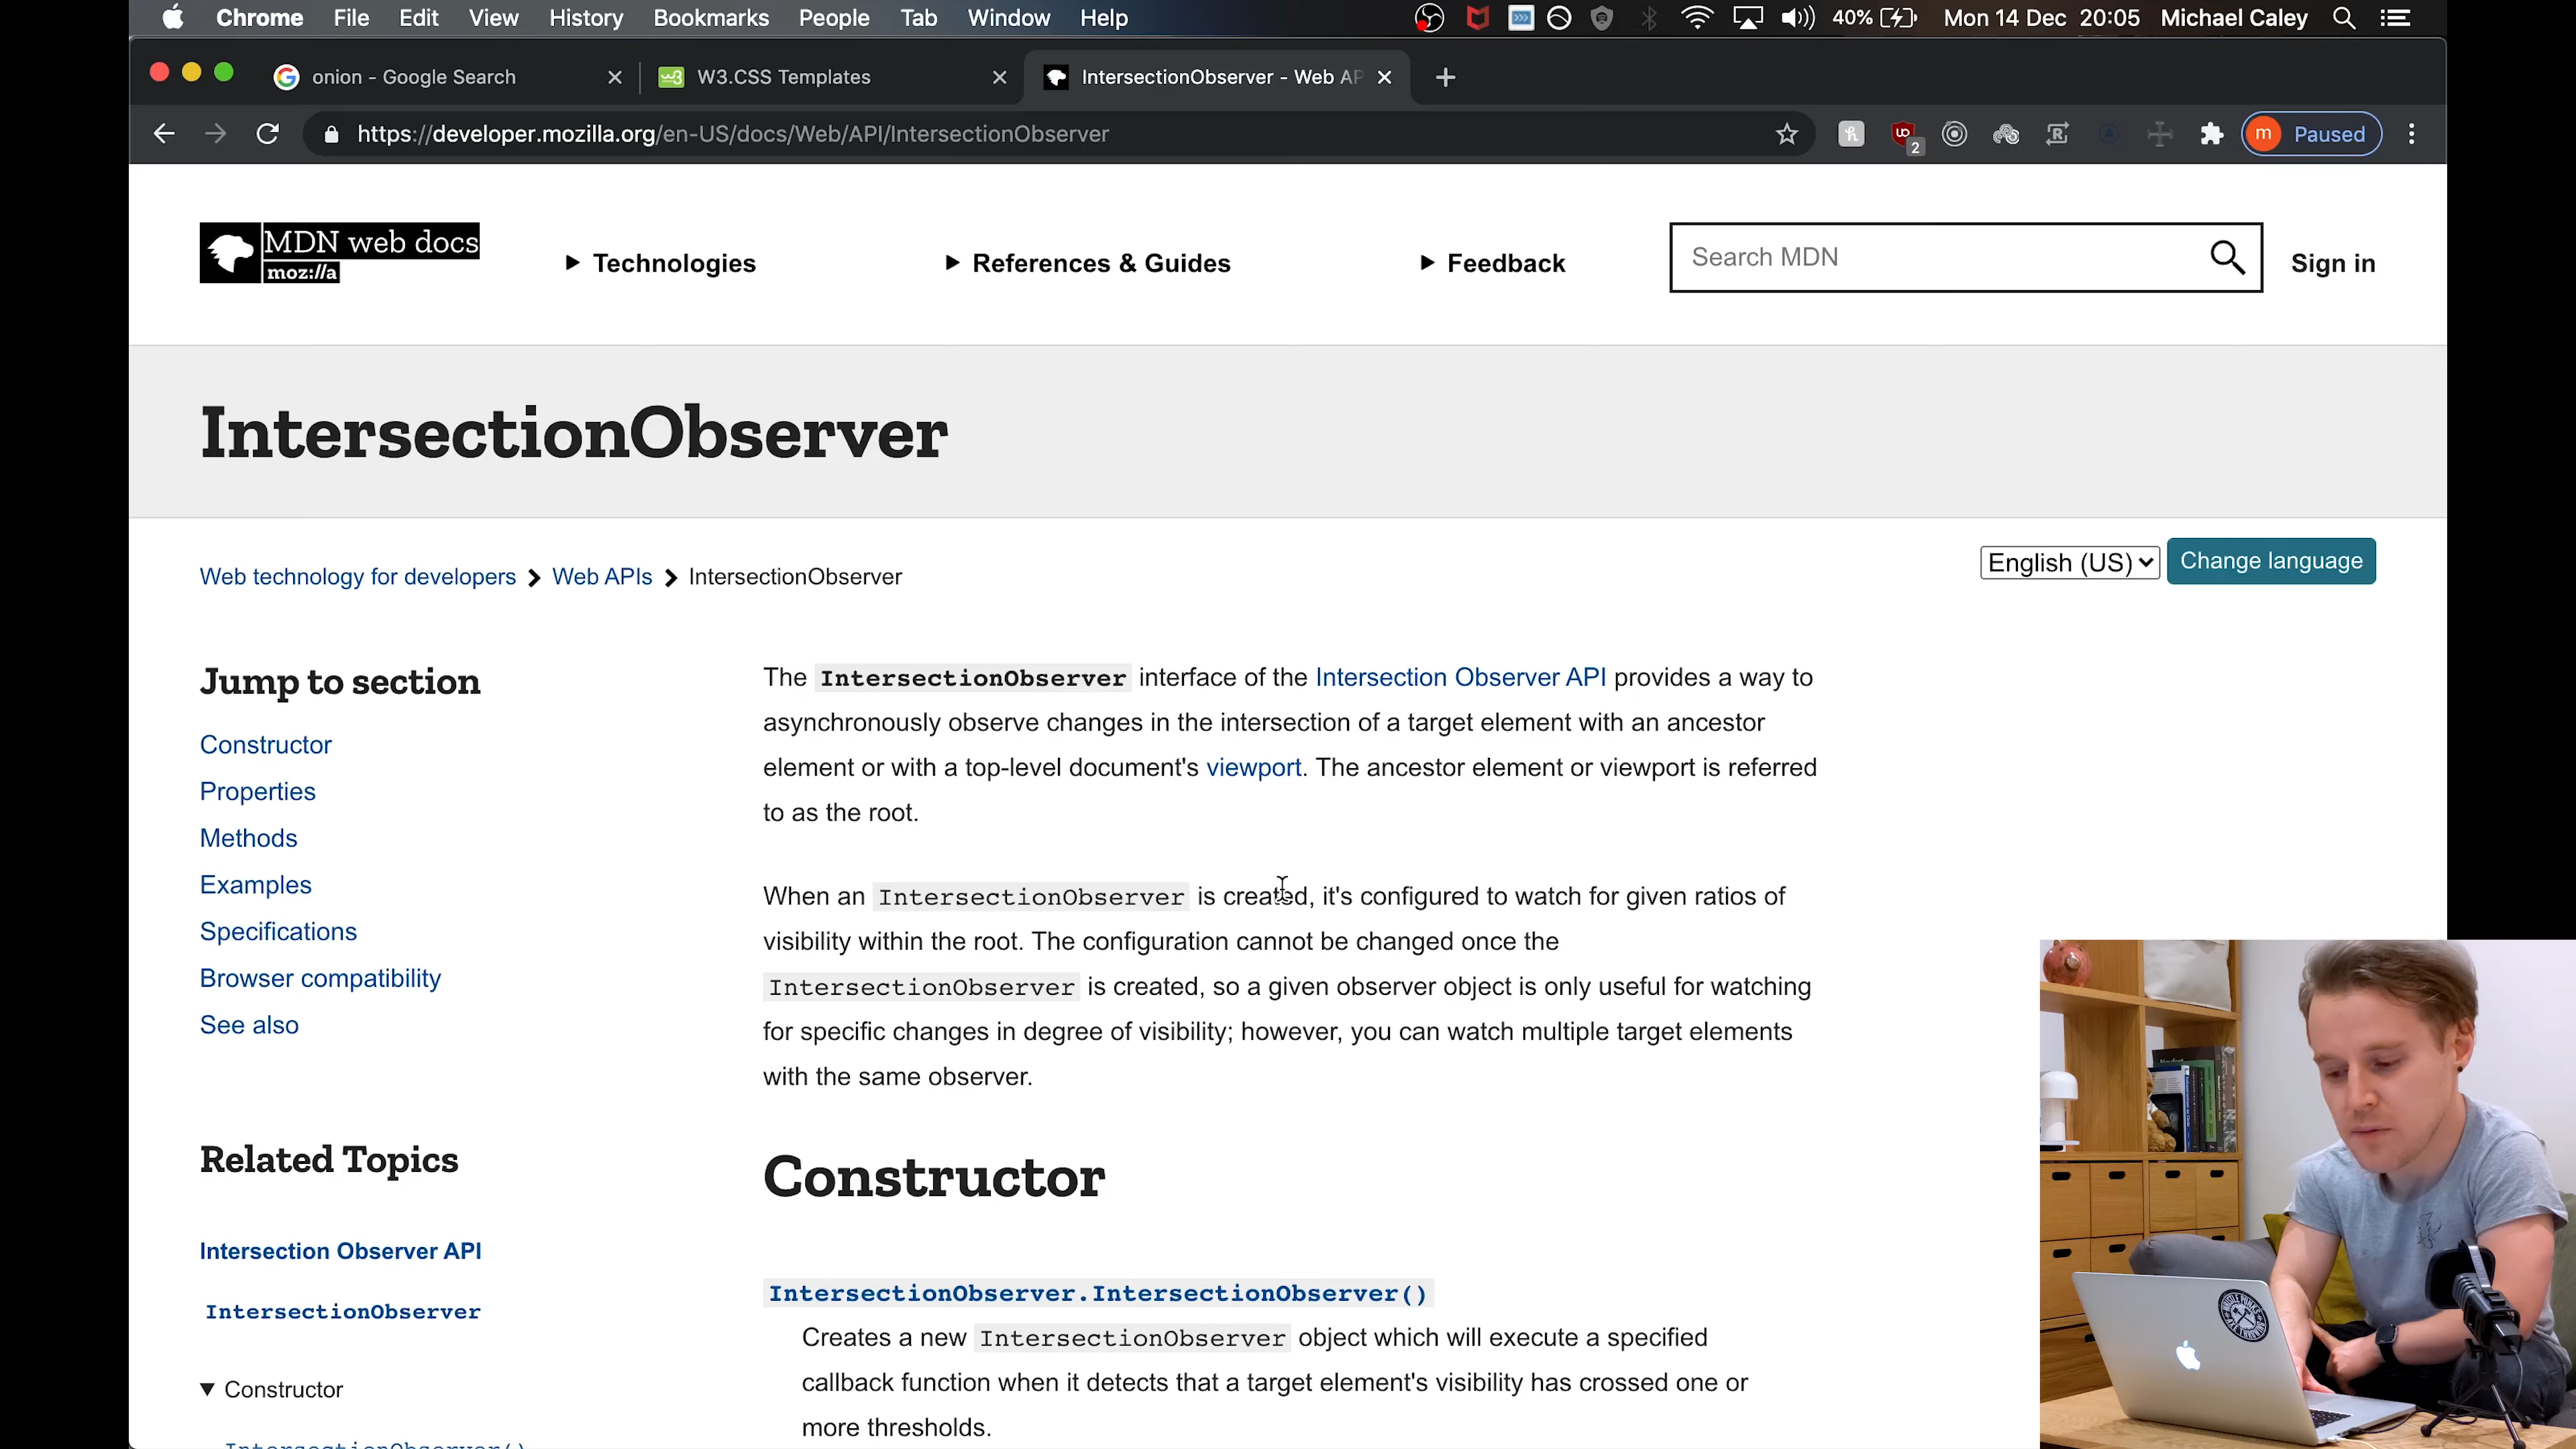 Chrome File Edit View History Bookmarks People Tab Window Help 40% Mon 14 Dec 20:05 Michael Caley
onion - Google Search W3.CSS Templates IntersectionObserver - Web AP
https://developer.mozilla.org/en-US/docs/Web/API/IntersectionObserver 2 m Paused
MDN web docs
moz://a
Technologies References & Guides Feedback Search MDN Sign in
IntersectionObserver
Web technology for developers Web APIs IntersectionObserver English (US) Change language
Jump to section
Constructor
Properties
Methods
Examples
Specifications
Browser compatibility
See also
Related Topics
Intersection Observer API
IntersectionObserver
Constructor
IntersectionObserver()
The IntersectionObserver interface of the Intersection Observer API provides a way to
asynchronously observe changes in the intersection of a target element with an ancestor
element or with a top-level document's viewport. The ancestor element or viewport is referred
to as the root.
When an IntersectionObserver is created, it's configured to watch for given ratios of
visibility within the root. The configuration cannot be changed once the
IntersectionObserver is created, so a given observer object is only useful for watching
for specific changes in degree of visibility; however, you can watch multiple target elements
with the same observer.
Constructor
IntersectionObserver.IntersectionObserver()
Creates a new IntersectionObserver object which will execute a specified
callback function when it detects that a target element's visibility has crossed one or
more thresholds.